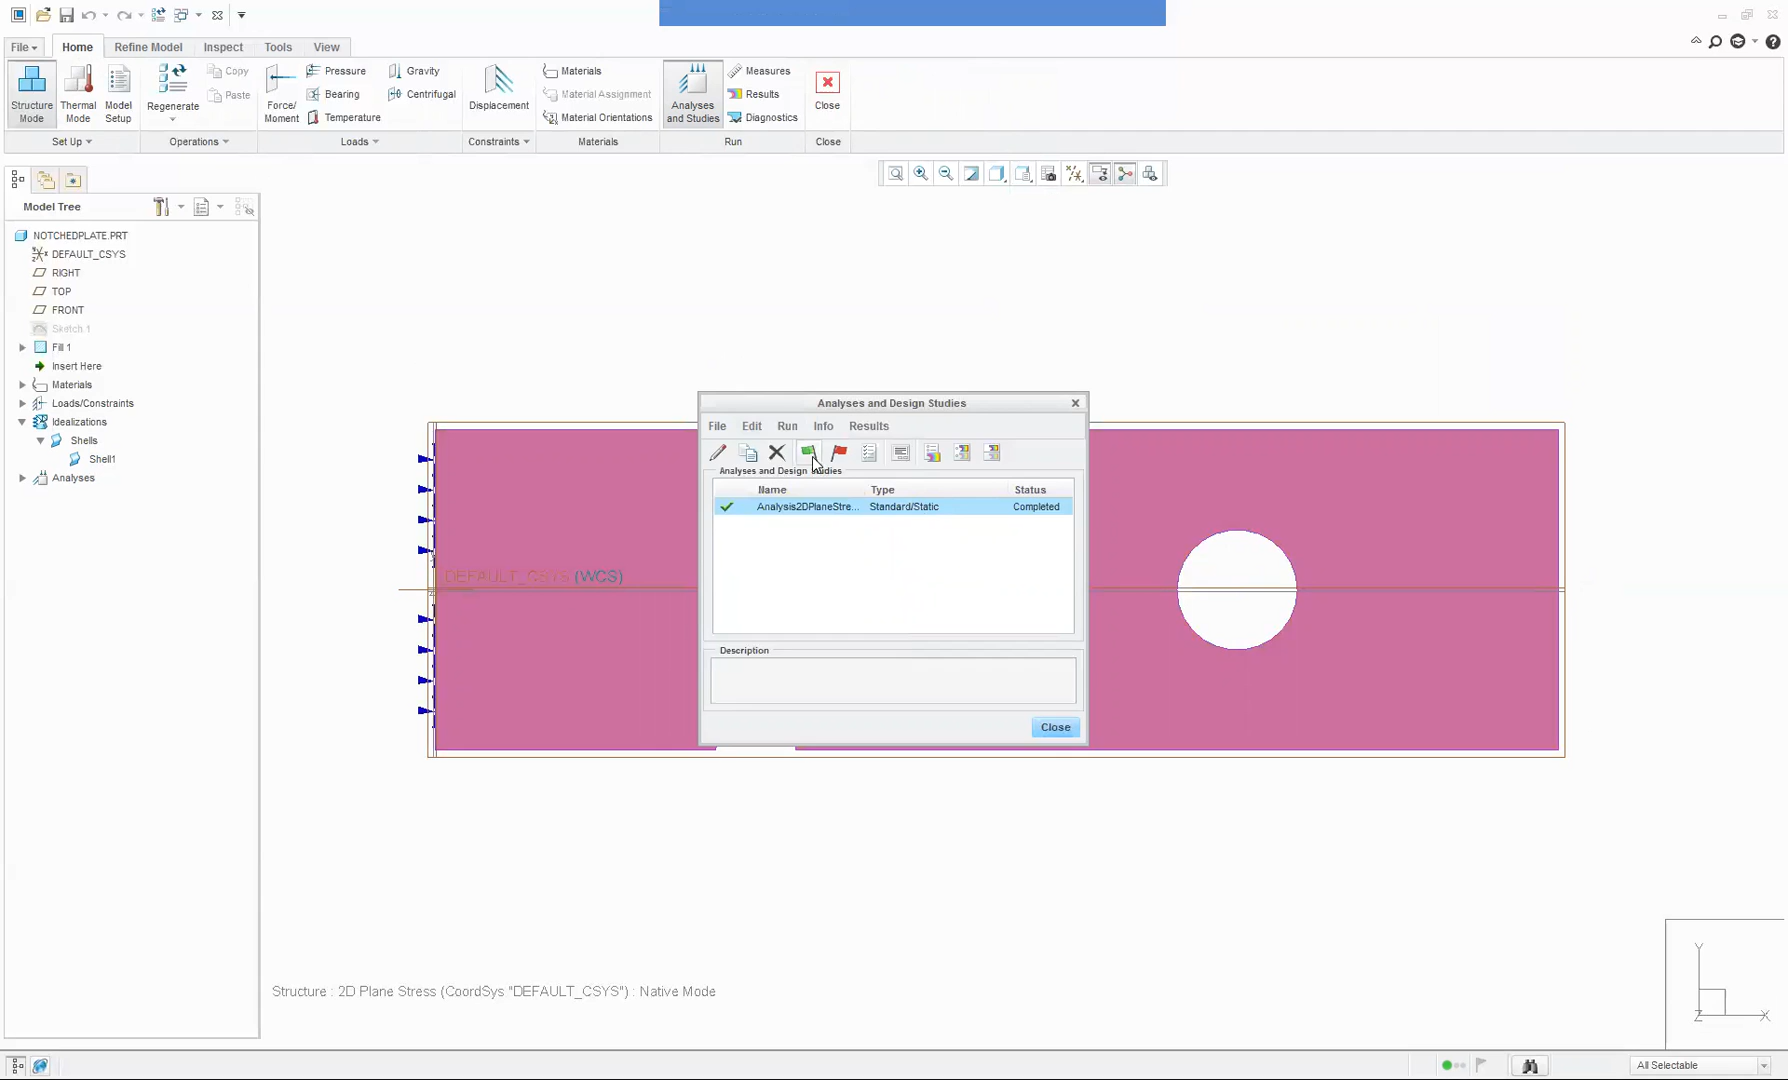 File
Home
Refine Model
Inspect
Tools
View
Structure Mode
Thermal Mode
Model Setup
Regenerate
Copy
Paste
Force/ Moment
Pressure
Bearing
Temperature
Gravity
Centrifugal
Displacement
Materials
Material Assignment
Material Orientations
Analyses and Studies
Measures
Results
Diagnostics
Close
Set Up
Operations
Loads
Constraints
Materials
Run
Close
Model Tree
NOTCHEDPLATE.PRT
DEFAULT_CSYS
RIGHT
TOP
FRONT
Sketch 1
Fill 1
Insert Here
Materials
Loads/Constraints
Idealizations
Shells
Shell1
Analyses
DEFAULT_CSYS (WCS)
Analyses and Design Studies
File Edit Run Info Results
Analyses and Design Studies
Name Type Status
Analysis2DPlaneStre... Standard/Static Completed
Description
Close
Structure : 2D Plane Stress (CoordSys "DEFAULT_CSYS") : Native Mode
Y
Z X
All Selectable